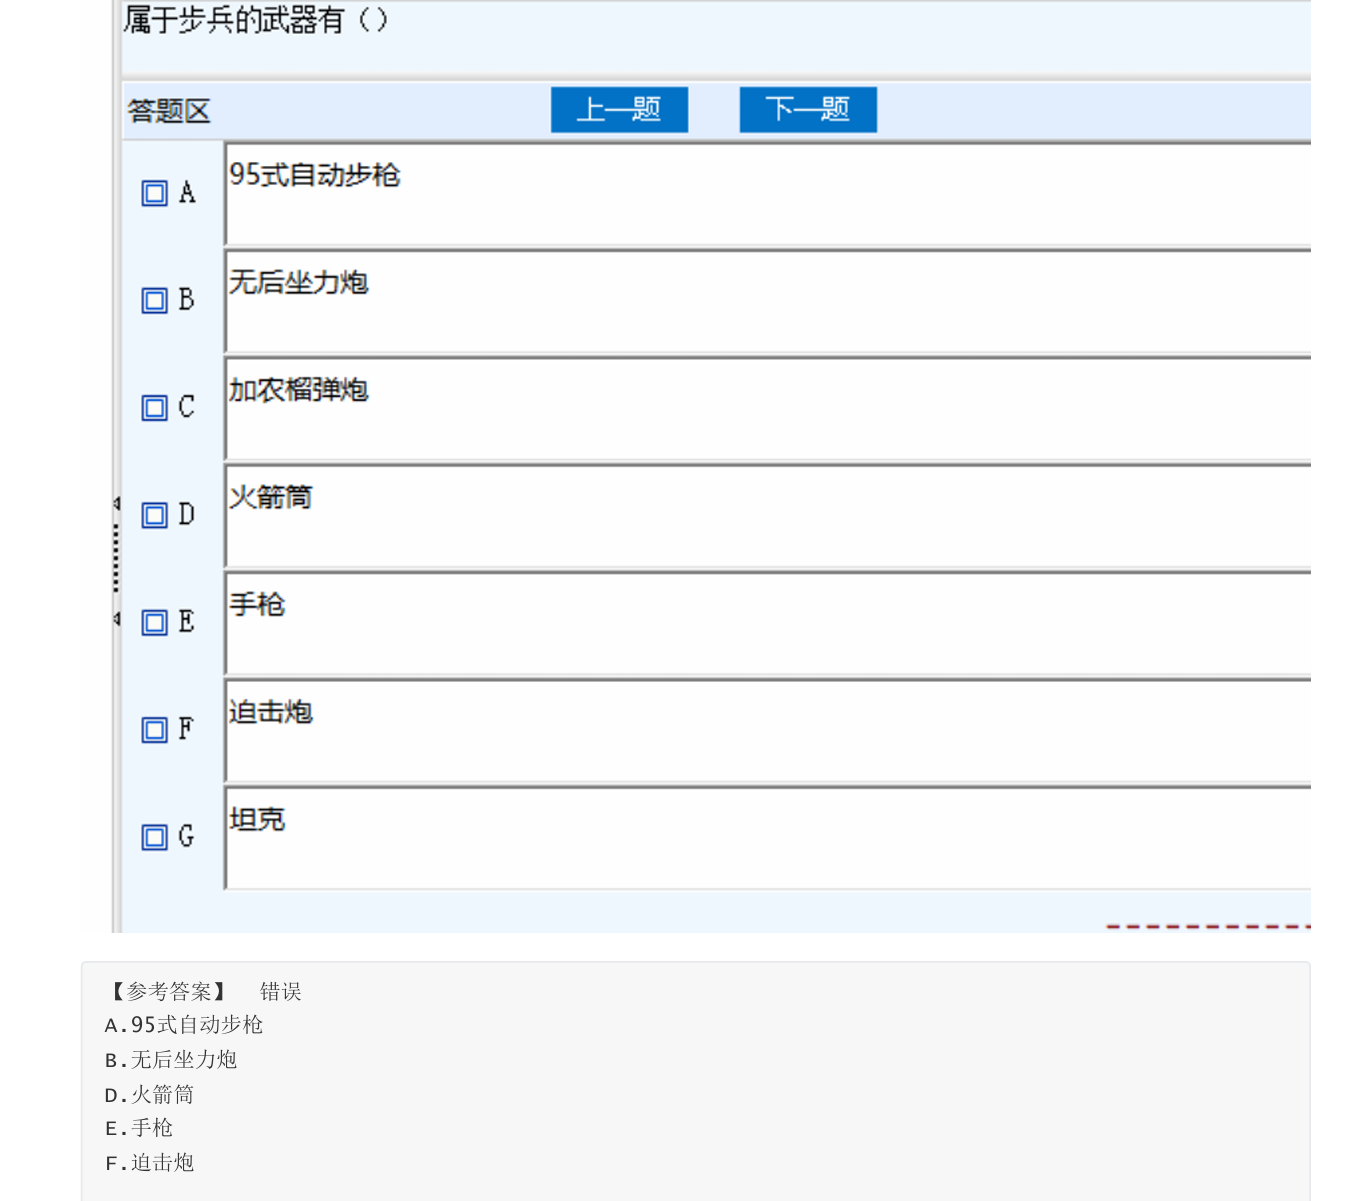 属于步兵的武器有（）
答题区 上一题 下一题
A 95式自动步枪
B 无后坐力炮
C 加农榴弹炮
D 火箭筒
E 手枪
F 迫击炮
G 坦克
【参考答案】 错误
A.95式自动步枪
B.无后坐力炮
D.火箭筒
E.手枪
F.迫击炮